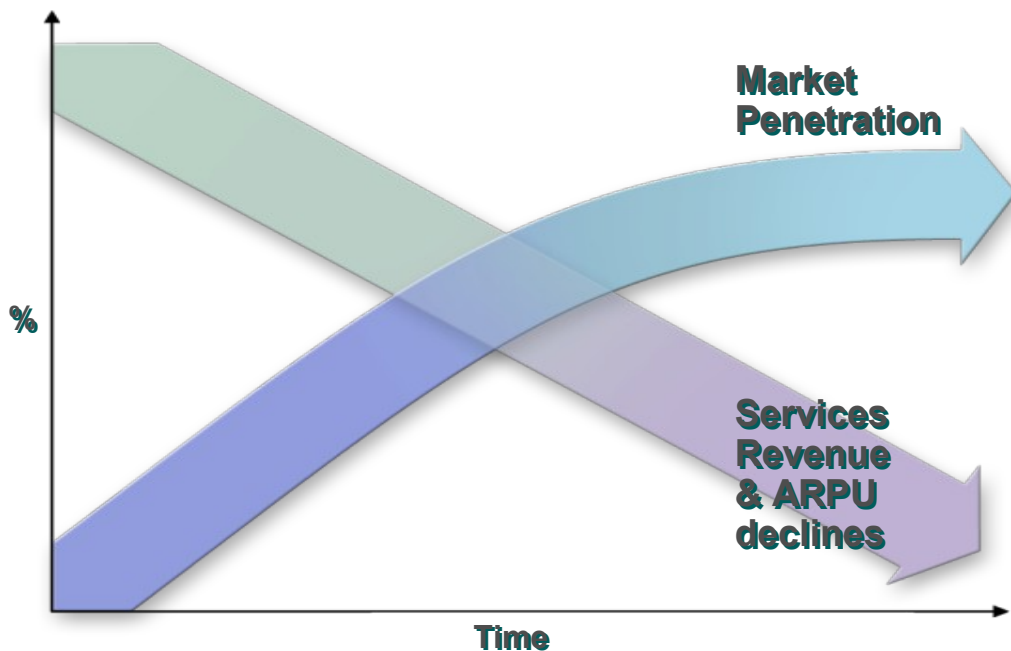 Market
Penetration
%
Services
Revenue
& ARPU
declines
Time